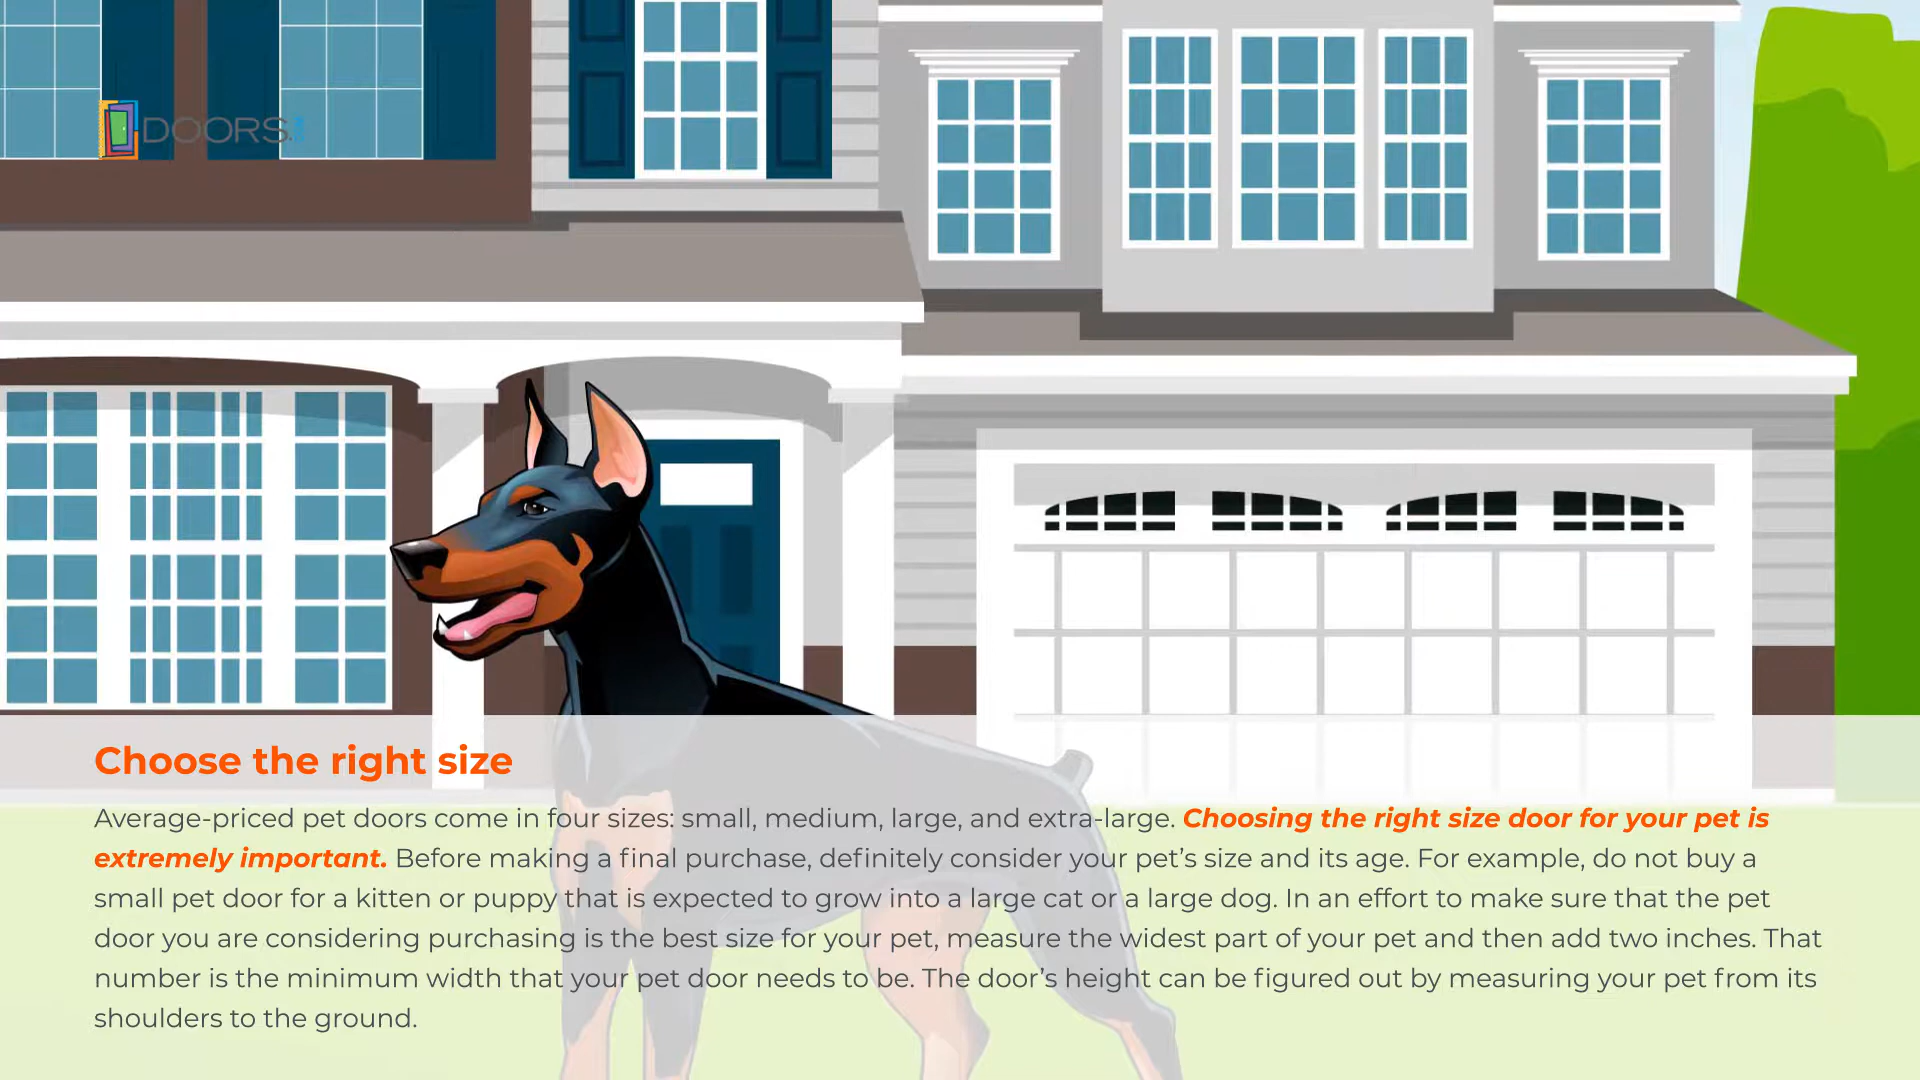 DOORS
Choose the right size
Average-priced pet doors come in four sizes: small, medium, large, and extra-large. Choosing the right size door for your pet is
extremely important. Before making a final purchase, definitely consider your pet’s size and its age. For example, do not buy a
small pet door for a kitten or puppy that is expected to grow into a large cat or a large dog. In an effort to make sure that the pet
door you are considering purchasing is the best size for your pet, measure the widest part of your pet and then add two inches. That
number is the minimum width that your pet door needs to be. The door’s height can be figured out by measuring your pet from its
shoulders to the ground.